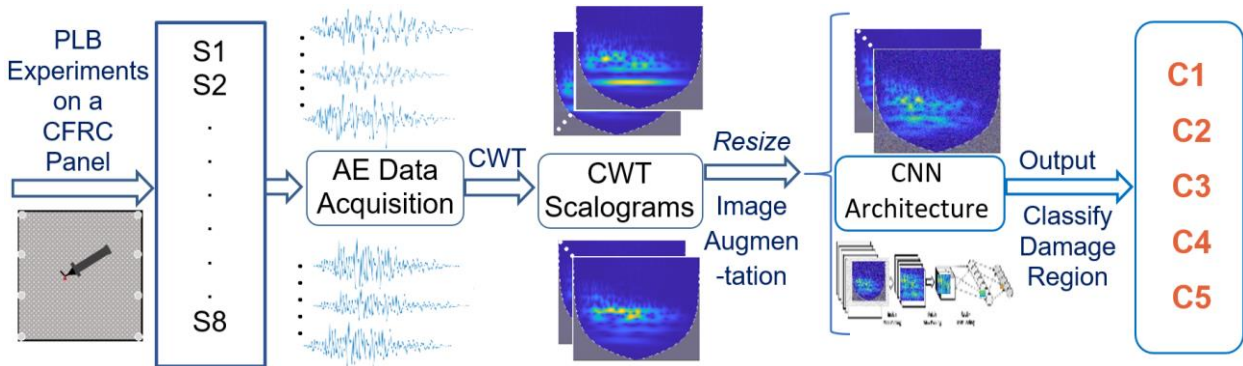 PLB
Experiments
on a
CFRC
Panel
S1
S2
S8
AE Data
Acquisition
CWT
CWT
Scalograms
Resize
Image
Augmen
-tation
CNN
Architecture
Output
Classify
Damage
Region
C1
C2
C3
C4
C5